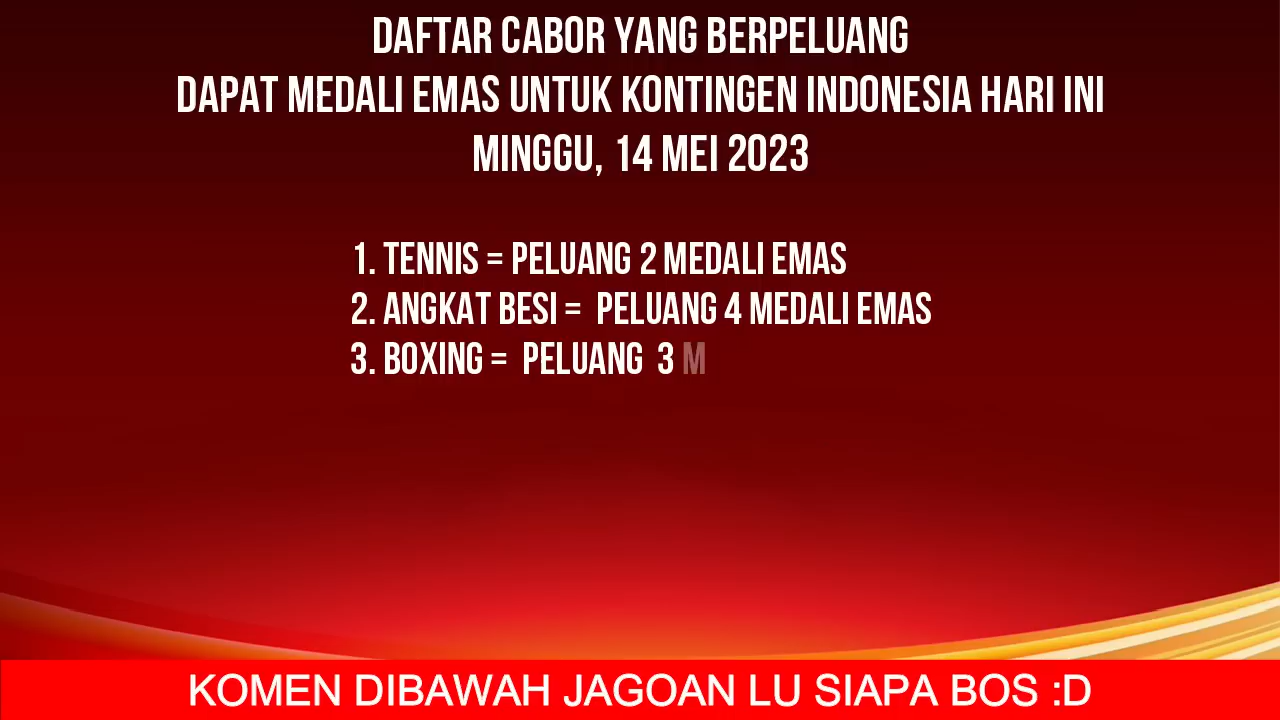 DAFTAR CABOR YANG BERPELUANG
DAPAT MEDALI EMAS UNTUK KONTINGEN INDONESIA HARI INI
MINGGU, 14 MEI 2023
1. TENNIS = PELUANG 2 MEDALI EMAS
2. ANGKAT BESI = PELUANG 4 MEDALI EMAS
3. BOXING = PELUANG 3 M
KOMEN DIBAWAH JAGOAN LU SIAPA BOS :D